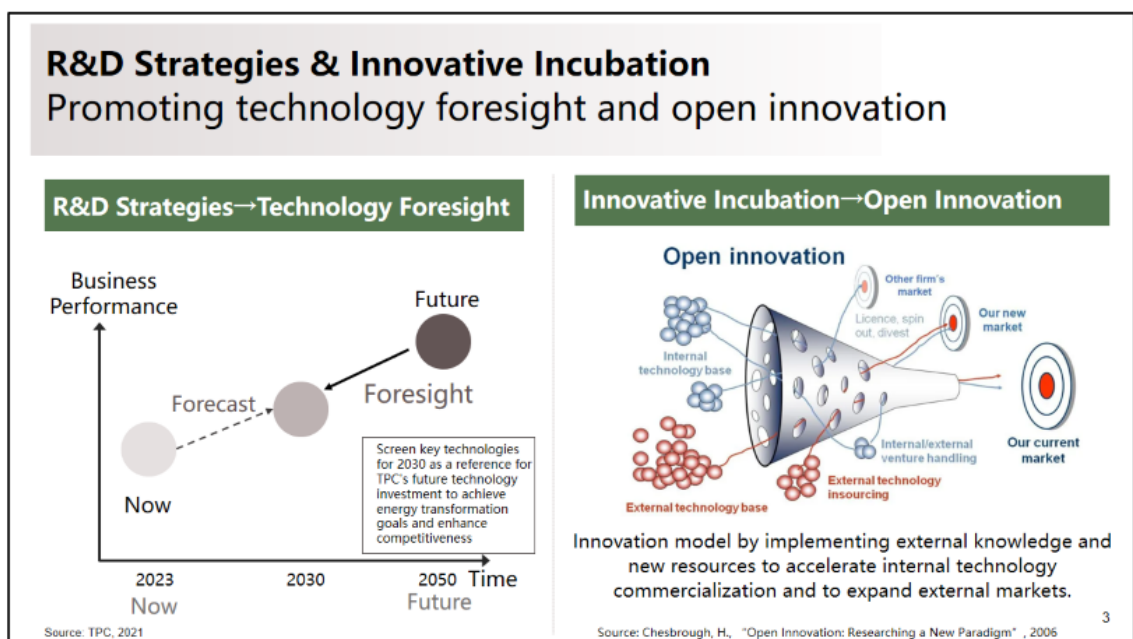 R&D Strategies & Innovative Incubation
Promoting technology foresight and open innovation
R&D Strategies→Technology Foresight
Business
Performance
Future
Forecast
Foresight
Now
Screen key technologies
for 2030 as a reference for
TPC's future technology
investment to achieve
energy transformation
goals and enhance
competitiveness
2023
2030
2050
Time
Now
Future
Source: TPC, 2021
Innovative Incubation→Open Innovation
Open innovation
Other firm's
market
Licence, spin
out, divest
Our new
market
Internal
technology base
Our current
market
Internal/external
venture handling
External technology
insourcing
External technology base
Innovation model by implementing external knowledge and
new resources to accelerate internal technology
commercialization and to expand external markets.
3
Source: Chesbrough, H., "Open Innovation: Researching a New Paradigm" , 2006